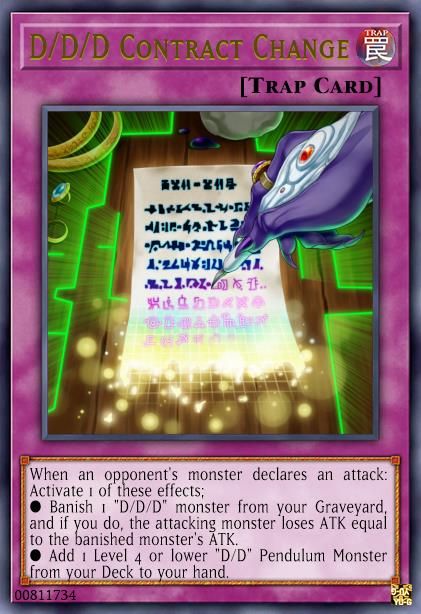 D/D/D Contract Change
TRAP
罠
[Trap Card]
When an opponent's monster declares an attack:
Activate 1 of these effects;
● Banish 1 "D/D/D" monster from your Graveyard,
and if you do, the attacking monster loses ATK equal
to the banished monster's ATK.
● Add 1 Level 4 or lower "D/D" Pendulum Monster
from your Deck to your hand.
00811734